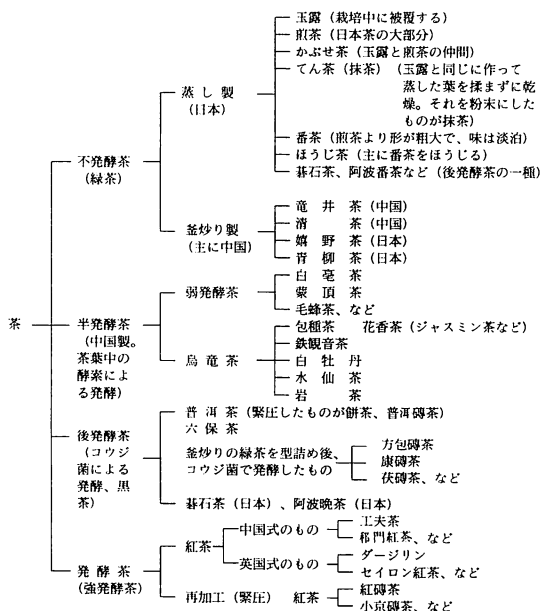 玉露（栽培中に被覆する）
煎茶（日本茶の大部分）
かぶせ茶（玉露と煎茶の仲間）
てん茶（抹茶）（玉露と同じに作って
蒸した葉を揉まずに乾
燥。それを粉末にした
ものが抹茶）
蒸し製
（日本）
番茶（煎茶より形が粗大で、味は淡泊）
ほうじ茶（主に番茶をほうじる）
碁石茶、阿波番茶など（後発酵茶の一種）
不発酵茶
（緑茶）
釜炒り製
（主に中国）
竜井茶（中国）
清茶（中国）
嬉野茶（日本）
青柳茶（日本）
茶
半発酵茶
（中国製。
茶葉中の
酵素によ
る発酵）
弱発酵茶
白毫茶
蒙頂茶
毛蜂茶、など
烏竜茶
包種茶　花香茶（ジャスミン茶など）
鉄観音茶
白牡丹
水仙茶
岩茶
後発酵茶
（コウジ
菌による
発酵、黒
茶）
普洱茶（緊圧したものが餅茶、普洱磚茶）
六保茶
釜炒りの緑茶を型詰め後、
コウジ菌で発酵したもの
方包磚茶
康磚茶
茯磚茶、など
碁石茶（日本）、阿波晩茶（日本）
発酵茶
（強発酵茶）
紅茶
中国式のもの
工夫茶
祁門紅茶、など
英国式のもの
ダージリン
セイロン紅茶、など
再加工（緊圧）　紅茶
紅磚茶
小京磚茶、など